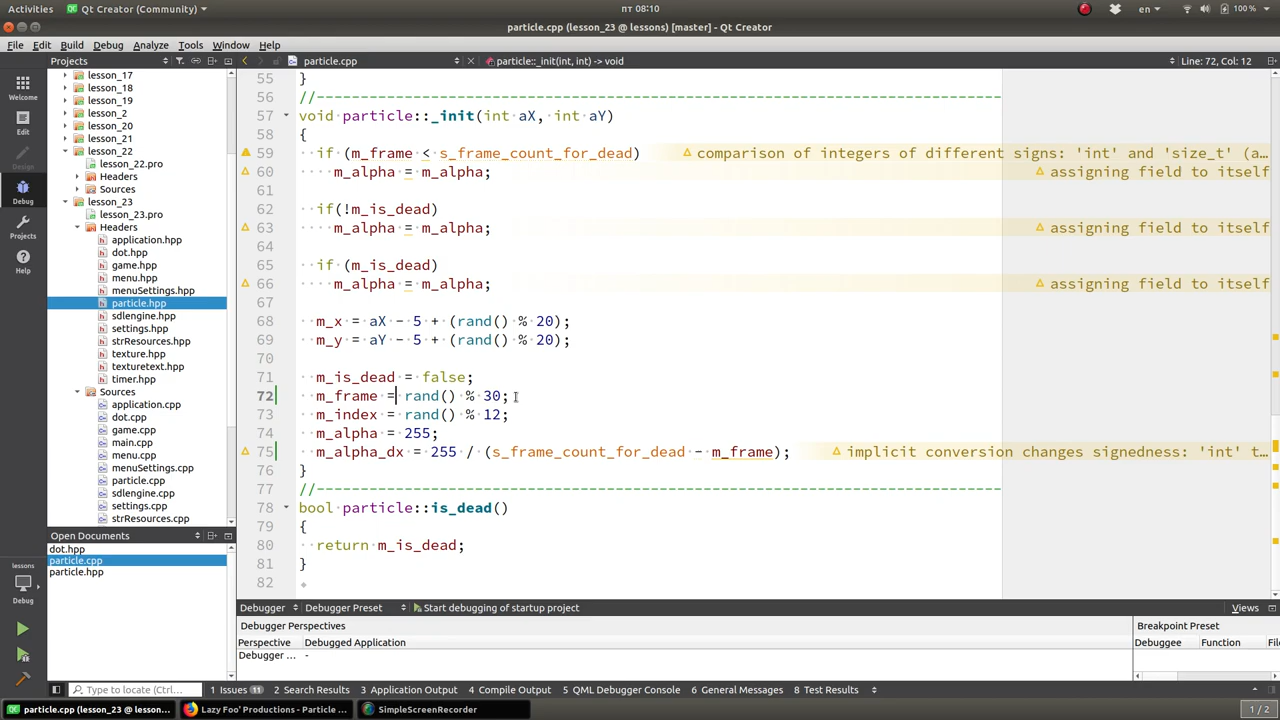 Activities
Qt Creator (Community)
пт 08:10
en
100 %
particle.cpp (lesson_23 @ lessons) [master] - Qt Creator
File Edit Build Debug Analyze Tools Window Help
Projects
particle.cpp
particle::_init(int, int) -> void
Line: 72, Col: 12
Welcome
Edit
Design
Debug
Projects
Help
lessons
Debug
lesson_17
lesson_18
lesson_19
lesson_2
lesson_20
lesson_21
lesson_22
lesson_22.pro
Headers
Sources
lesson_23
lesson_23.pro
Headers
application.hpp
dot.hpp
game.hpp
menu.hpp
menuSettings.hpp
particle.hpp
sdlengine.hpp
settings.hpp
strResources.hpp
texture.hpp
texturetext.hpp
timer.hpp
Sources
application.cpp
dot.cpp
game.cpp
main.cpp
menu.cpp
menuSettings.cpp
particle.cpp
sdlengine.cpp
settings.cpp
strResources.cpp
Open Documents
dot.hpp
particle.cpp
particle.hpp
55 }
56 //-------------------------------------------------------------------------------
57 void particle::_init(int aX, int aY)
58 {
59 if (m_frame < s_frame_count_for_dead) comparison of integers of different signs: 'int' and 'size_t' (a...
60 m_alpha = m_alpha; assigning field to itself
61
62 if(!m_is_dead)
63 m_alpha = m_alpha; assigning field to itself
64
65 if (m_is_dead)
66 m_alpha = m_alpha; assigning field to itself
67
68 m_x = aX - 5 + (rand() % 20);
69 m_y = aY - 5 + (rand() % 20);
70
71 m_is_dead = false;
72 m_frame = rand() % 30;
73 m_index = rand() % 12;
74 m_alpha = 255;
75 m_alpha_dx = 255 / (s_frame_count_for_dead - m_frame); implicit conversion changes signedness: 'int' t...
76 }
77 //-------------------------------------------------------------------------------
78 bool particle::is_dead()
79 {
80 return m_is_dead;
81 }
82
Debugger Debugger Preset Start debugging of startup project Views
Debugger Perspectives
Perspective Debugged Application
Debugger ... -
Breakpoint Preset
Debuggee Function Fil
Type to locate (Ctrl...
1 Issues 11 2 Search Results 3 Application Output 4 Compile Output 5 QML Debugger Console 6 General Messages 8 Test Results
particle.cpp (lesson_23 @ lesson...
Lazy Foo' Productions - Particle ...
SimpleScreenRecorder
1 / 2